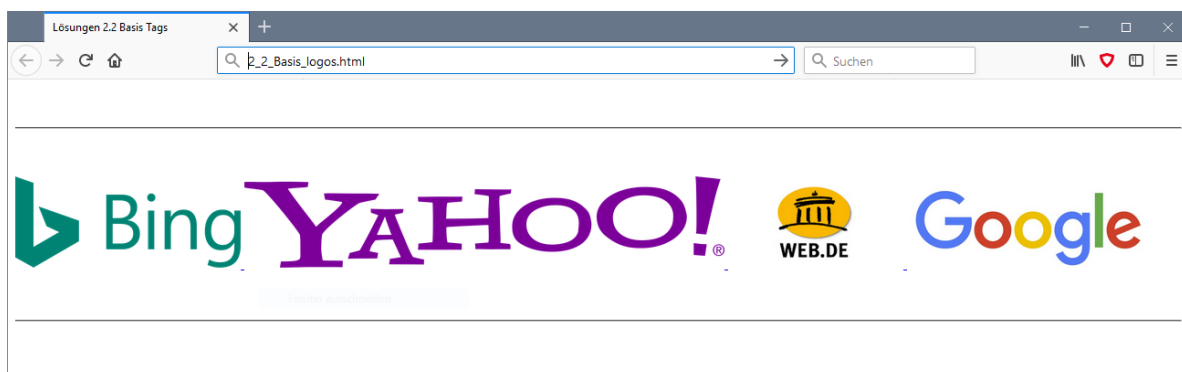 Lösungen 2.2 Basis Tags
2_2_Basis_logos.html
Suchen
Bing YAHOO!® WEB.DE Google